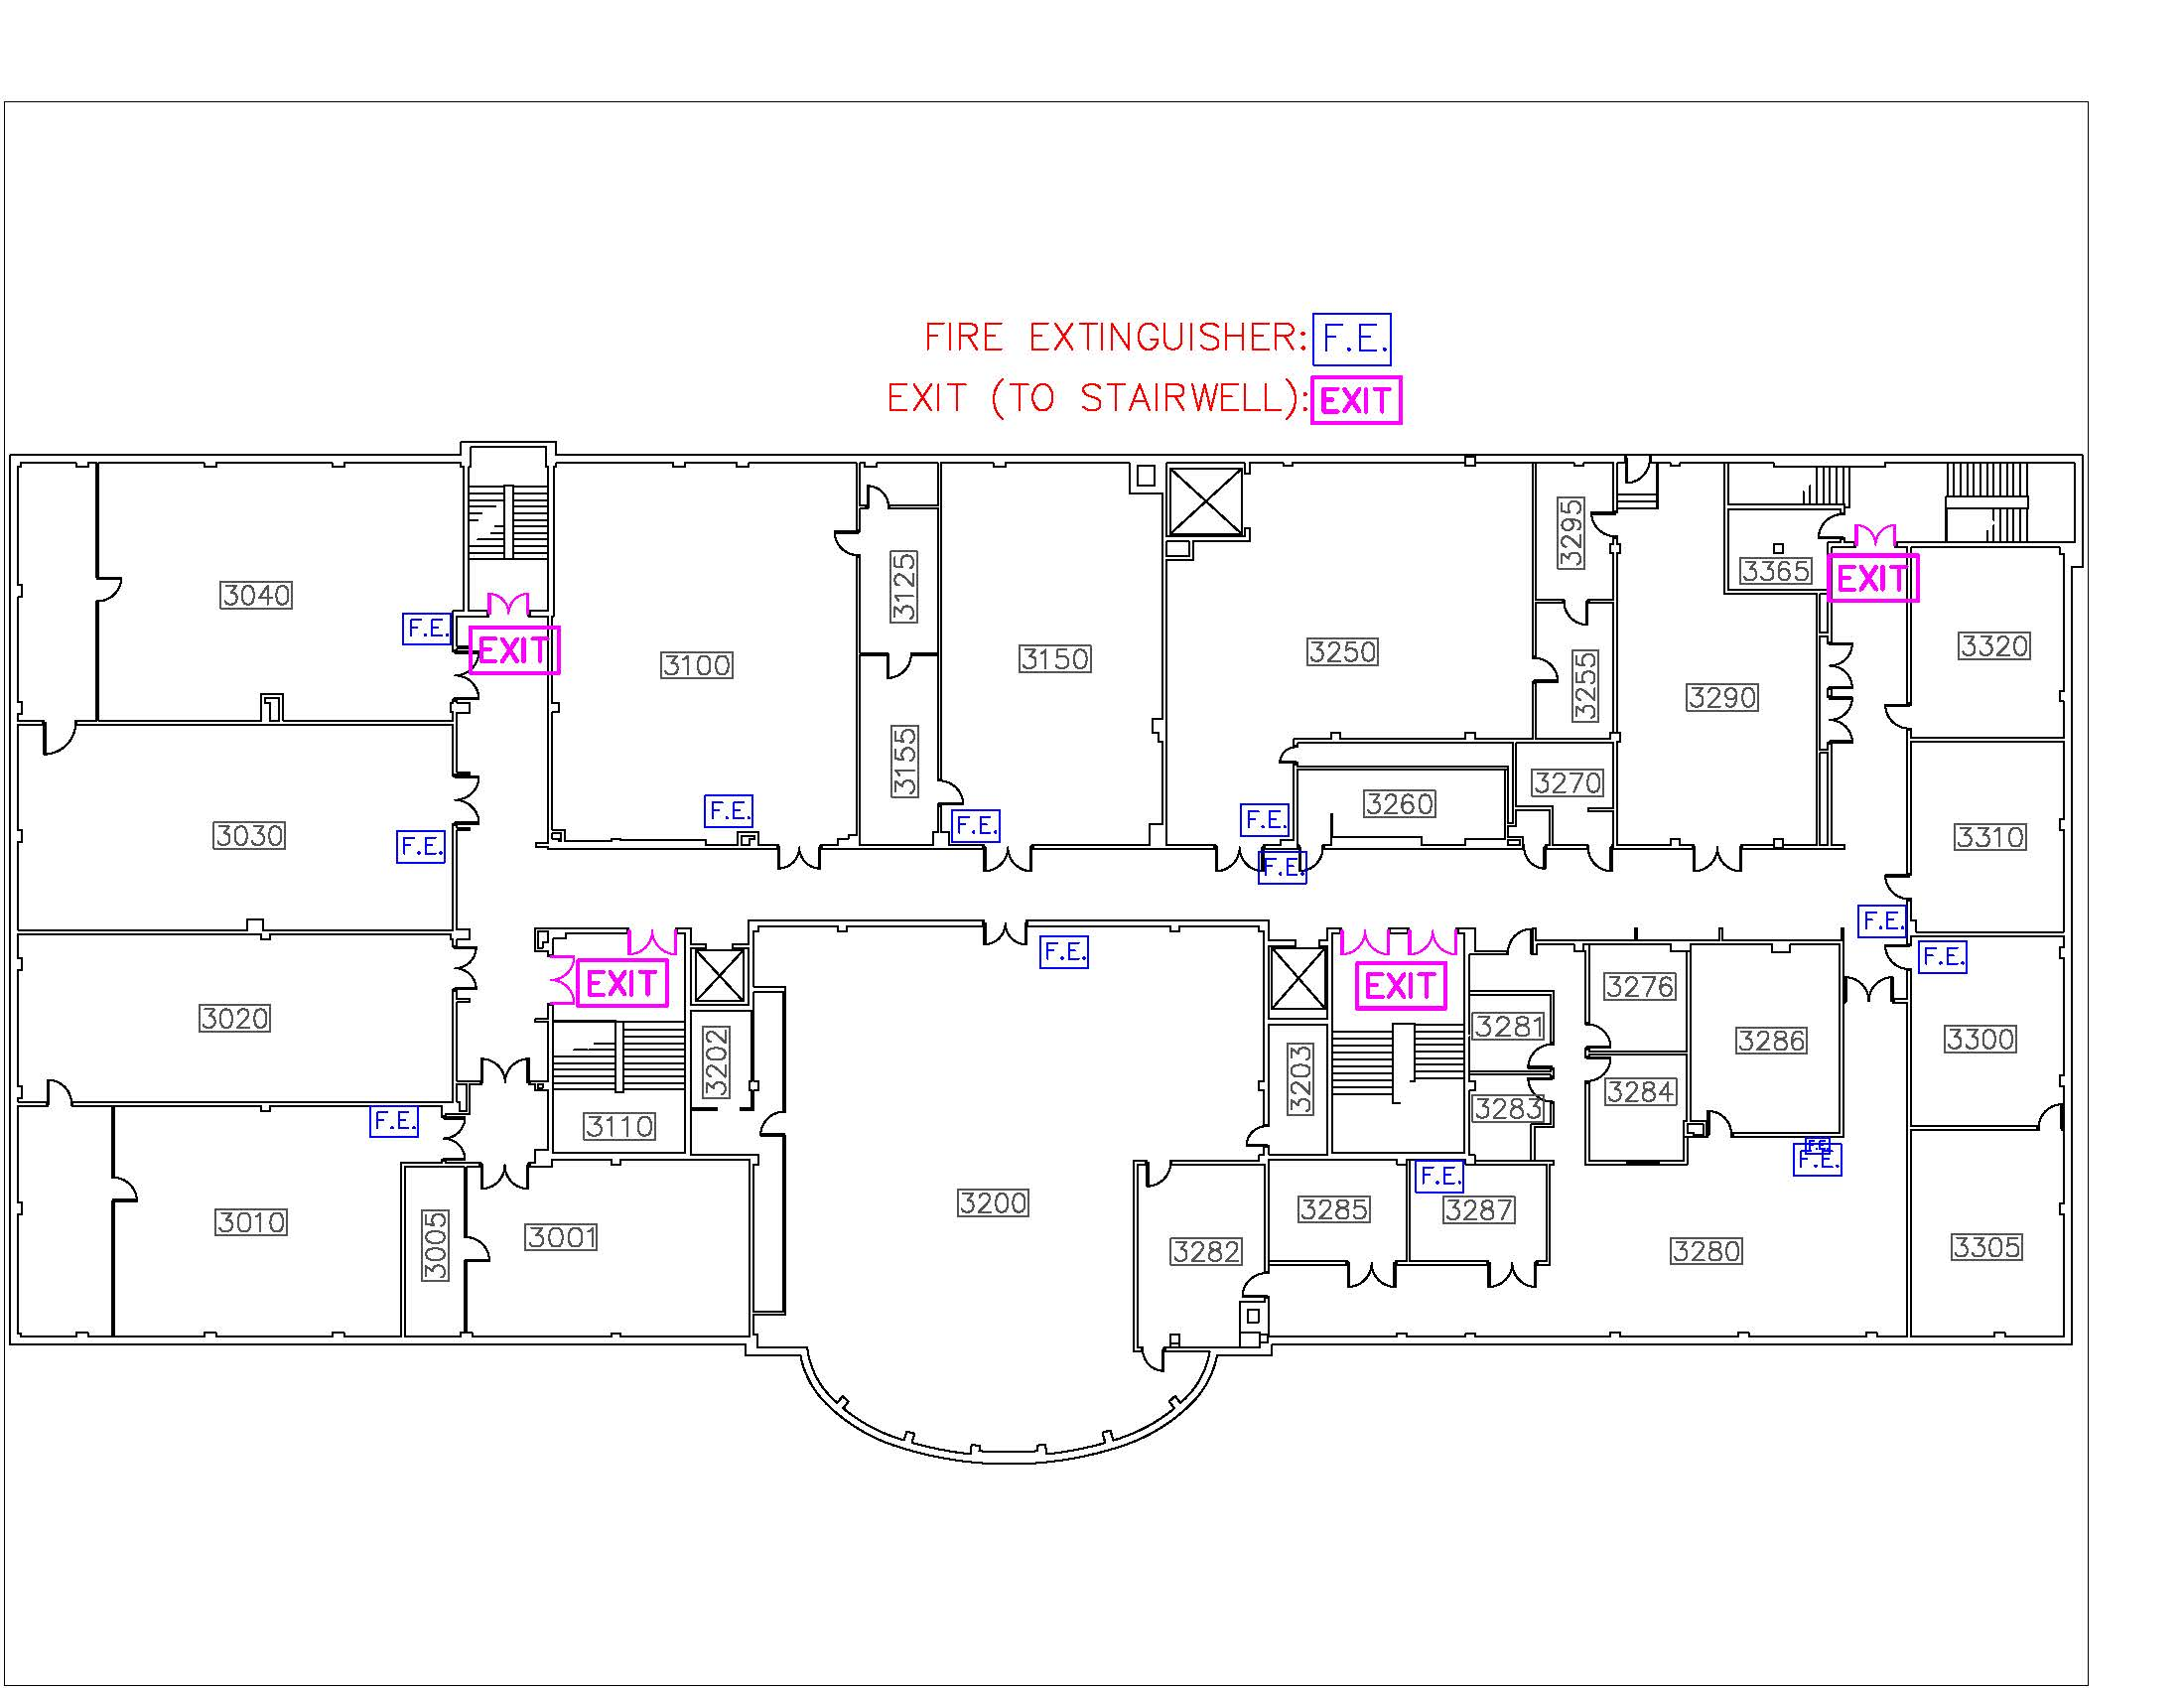 FIRE EXTINGUISHER: F.E.
EXIT (TO STAIRWELL): EXIT
3295
3125
3365
EXIT
3040
F.E.
EXIT
3100
3150
3250
3255
3320
3290
3155
3260
3270
F.E.
F.E.
F.E.
3030
F.E.
F.E.
3310
F.E.
F.E.
F.E.
EXIT
EXIT
3276
3020
3202
3203
3281
3286
3300
3284
3283
F.E.
3110
F.E.
F.E.
F.E.
3200
3285
3287
3010
3005
3001
3282
3280
3305